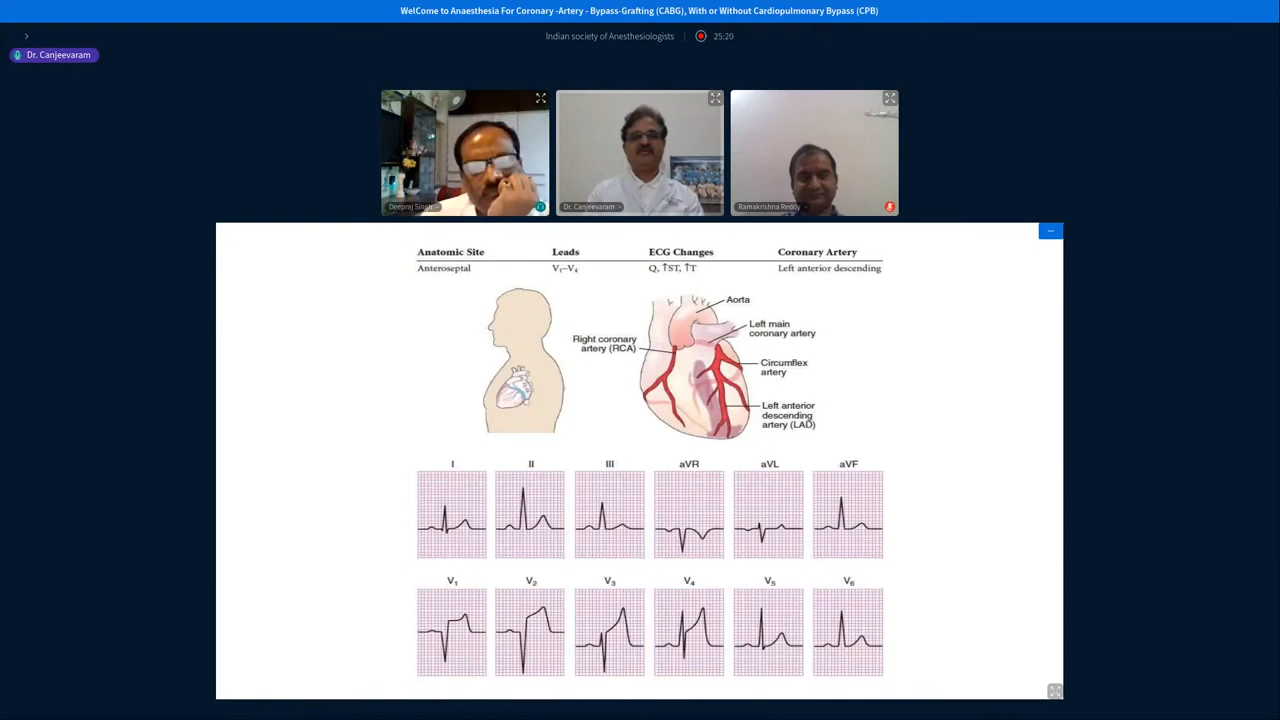 WelCome to Anaesthesia For Coronary -Artery - Bypass-Grafting (CABG), With or Without Cardiopulmonary Bypass (CPB)
Indian society of Anesthesiologists
25:20
Dr. Canjeevaram
Deepraj Singh
Dr. Canjeevaram
Ramakrishna Reddy
Anatomic Site Leads ECG Changes Coronary Artery
Anteroseptal V₁–V₄ Q, ↑ST, ↑T Left anterior descending
Aorta
Left main
coronary artery
Right coronary
artery (RCA)
Circumflex
artery
Left anterior
descending
artery (LAD)
I II III aVR aVL aVF
V₁ V₂ V₃ V₄ V₅ V₆